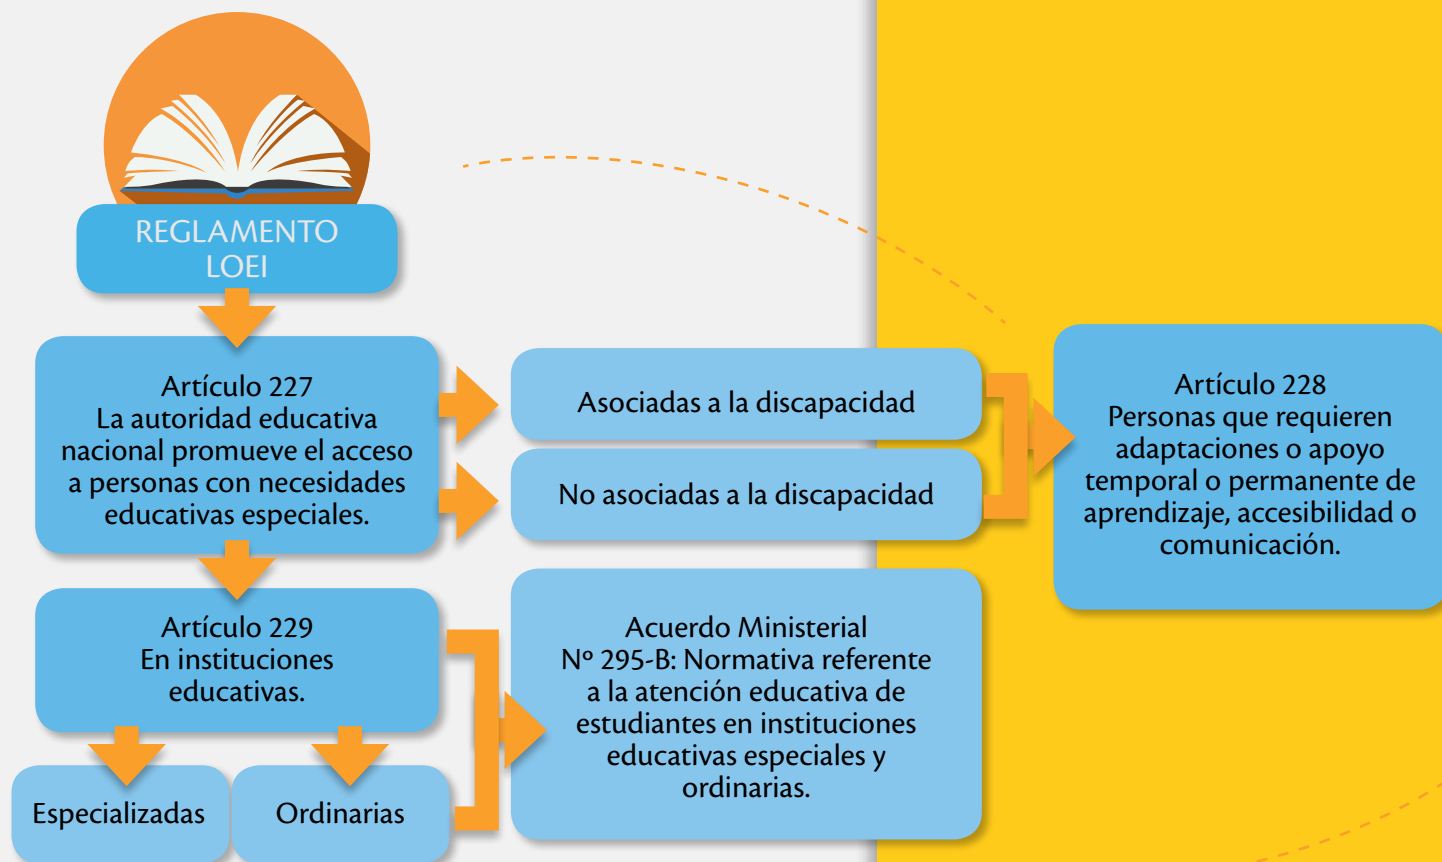 REGLAMENTO
LOEI
Artículo 227
La autoridad educativa
nacional promueve el acceso
a personas con necesidades
educativas especiales.
Asociadas a la discapacidad
No asociadas a la discapacidad
Artículo 228
Personas que requieren
adaptaciones o apoyo
temporal o permanente de
aprendizaje, accesibilidad o
comunicación.
Artículo 229
En instituciones
educativas.
Especializadas
Ordinarias
Acuerdo Ministerial
Nº 295-B: Normativa referente
a la atención educativa de
estudiantes en instituciones
educativas especiales y
ordinarias.